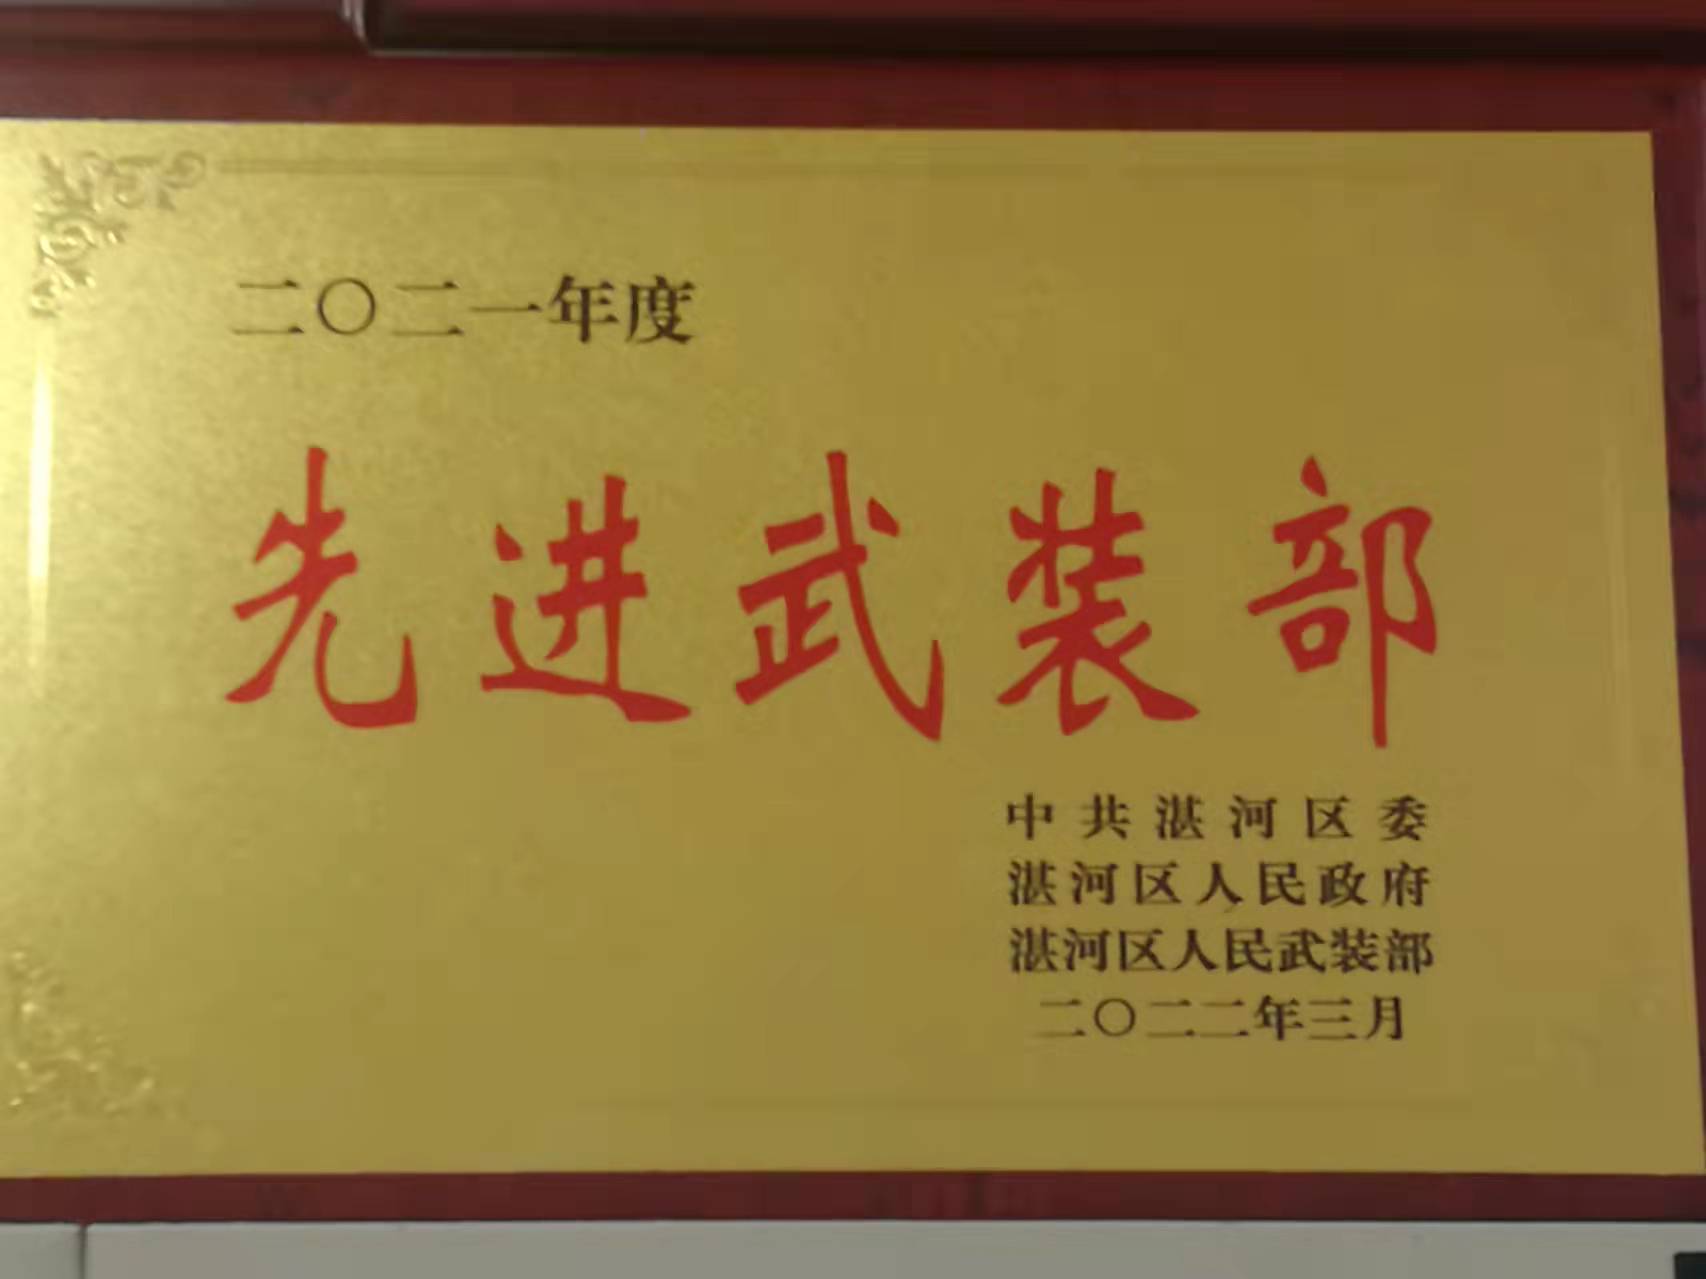 二〇二一年度
先进武装部
中共湛河区委
湛河区人民政府
湛河区人民武装部
二〇二二年三月